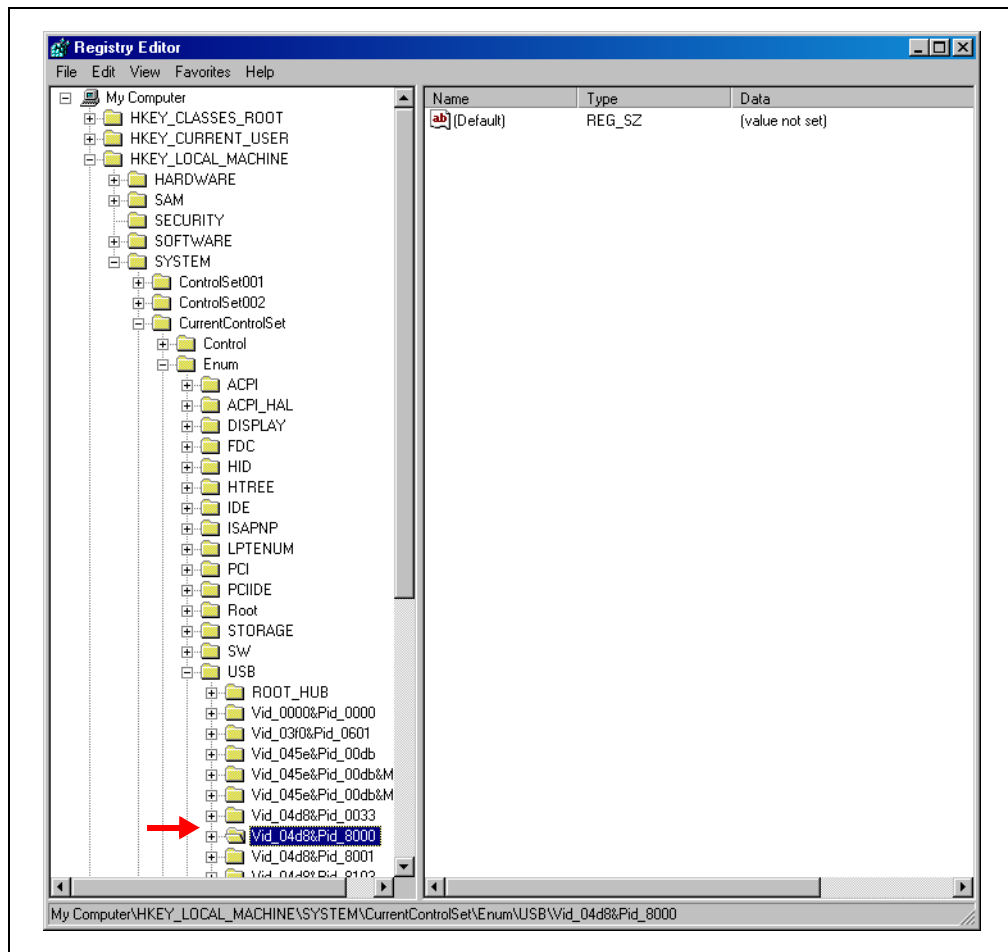 Registry Editor
File Edit View Favorites Help
My Computer
HKEY_CLASSES_ROOT
HKEY_CURRENT_USER
HKEY_LOCAL_MACHINE
HARDWARE
SAM
SECURITY
SOFTWARE
SYSTEM
ControlSet001
ControlSet002
CurrentControlSet
Control
Enum
ACPI
ACPI_HAL
DISPLAY
FDC
HID
HTREE
IDE
ISAPNP
LPTENUM
PCI
PCIIDE
Root
STORAGE
SW
USB
ROOT_HUB
Vid_0000&Pid_0000
Vid_03f0&Pid_0601
Vid_045e&Pid_00db
Vid_045e&Pid_00db&M
Vid_045e&Pid_00db&M
Vid_04d8&Pid_0033
Vid_04d8&Pid_8000
Vid_04d8&Pid_8001
Name Type Data
ab (Default) REG_SZ (value not set)
My Computer\HKEY_LOCAL_MACHINE\SYSTEM\CurrentControlSet\Enum\USB\Vid_04d8&Pid_8000